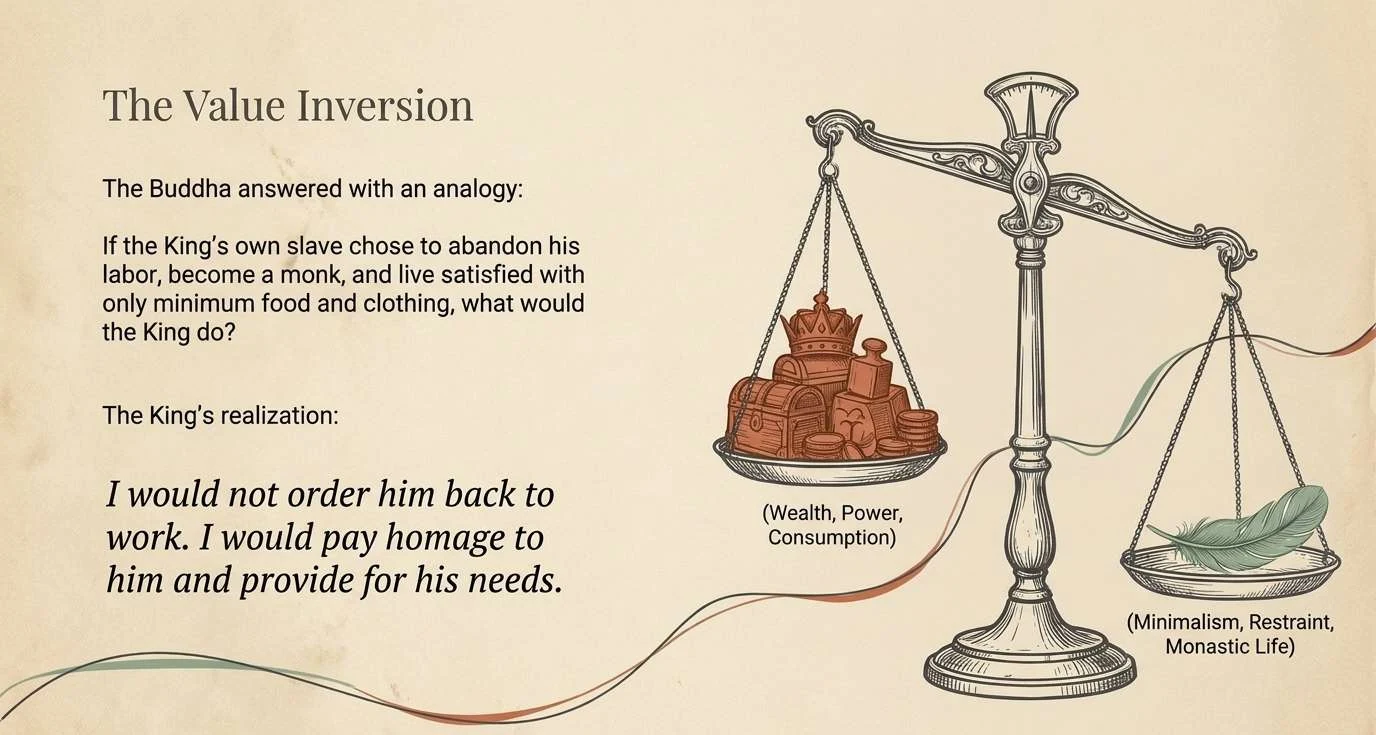 The Value Inversion
The Buddha answered with an analogy:
If the King’s own slave chose to abandon his
labor, become a monk, and live satisfied with
only minimum food and clothing, what would
the King do?
The King’s realization:
I would not order him back to
work. I would pay homage to
him and provide for his needs.
(Wealth, Power,
Consumption)
(Minimalism, Restraint,
Monastic Life)